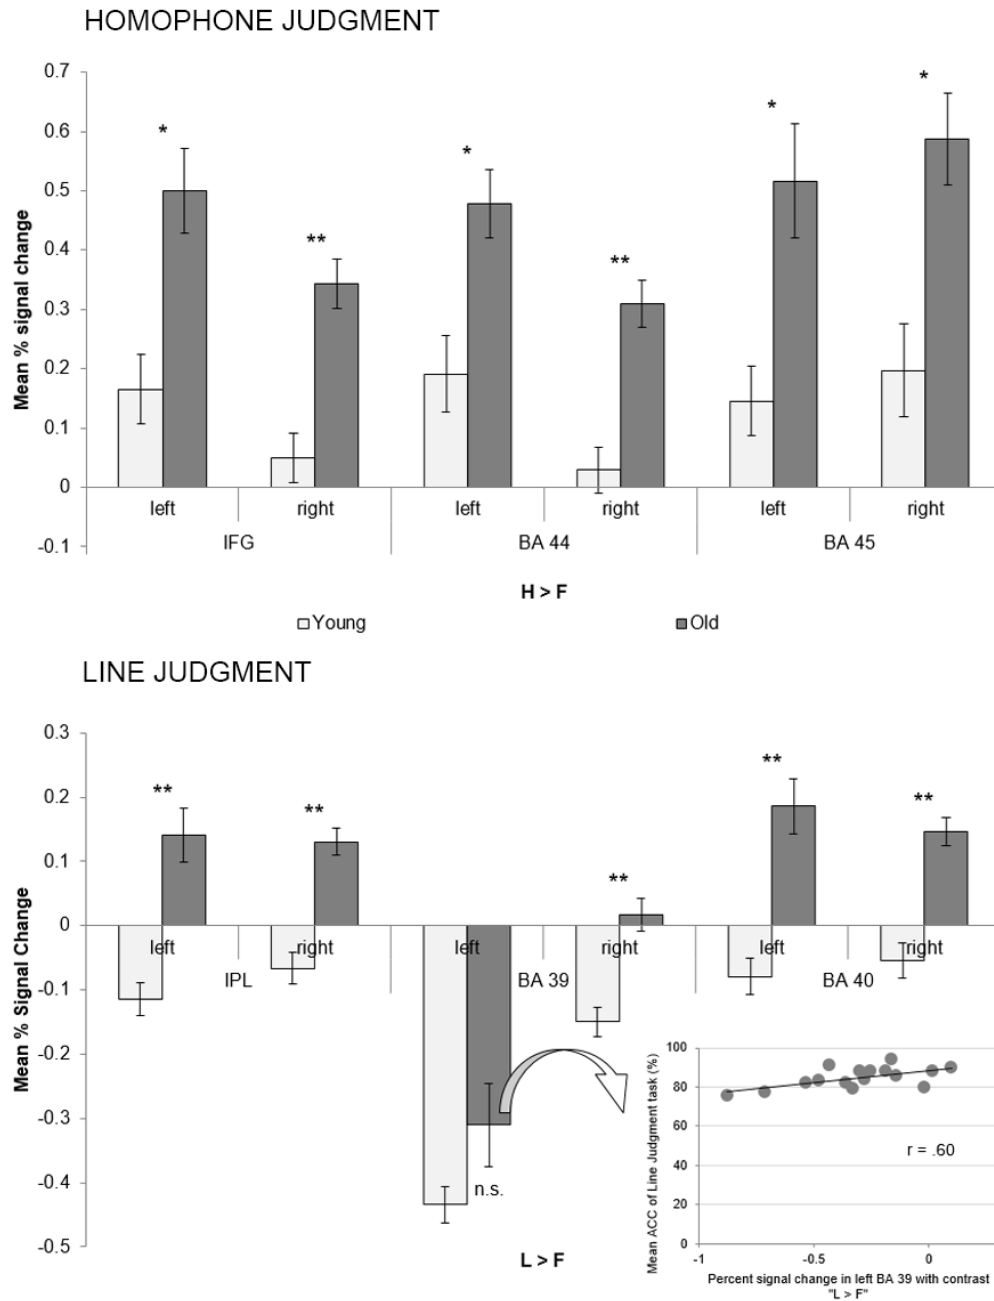 HOMOPHONE JUDGMENT
Mean % signal change
0.7
0.6
0.5
0.4
0.3
0.2
0.1
0
-0.1
* ** * ** * *
left right left right left right
IFG BA 44 BA 45
H > F
Young Old
LINE JUDGMENT
Mean % Signal Change
0.3
0.2
0.1
0
-0.1
-0.2
-0.3
-0.4
-0.5
** ** ** ** **
left right left right left right
IPL BA 39 BA 40
n.s.
L > F
Mean ACC of Line Judgment task (%)
100
80
60
40
20
0
r = .60
-1 -0.5 0
Percent signal change in left BA 39 with contrast
"L > F"